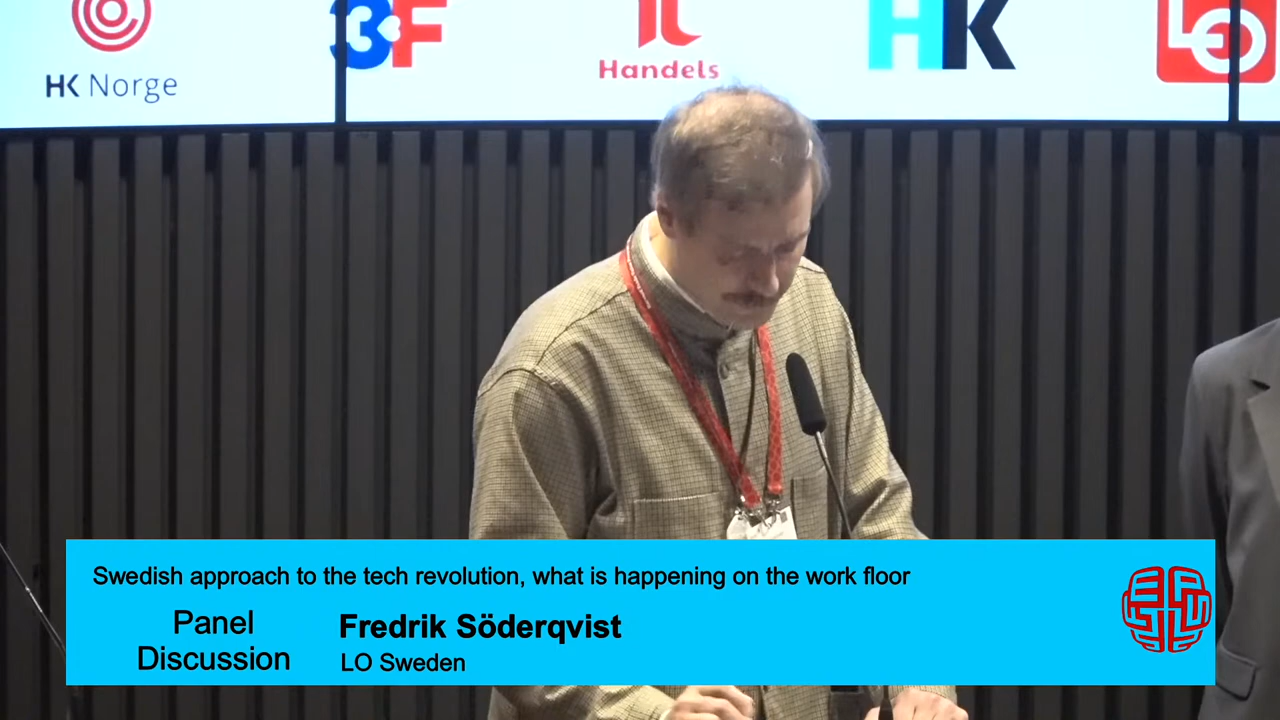 HK Norge
3F
Handels
HK
LO
Swedish approach to the tech revolution, what is happening on the work floor
Panel
Discussion
Fredrik Söderqvist
LO Sweden